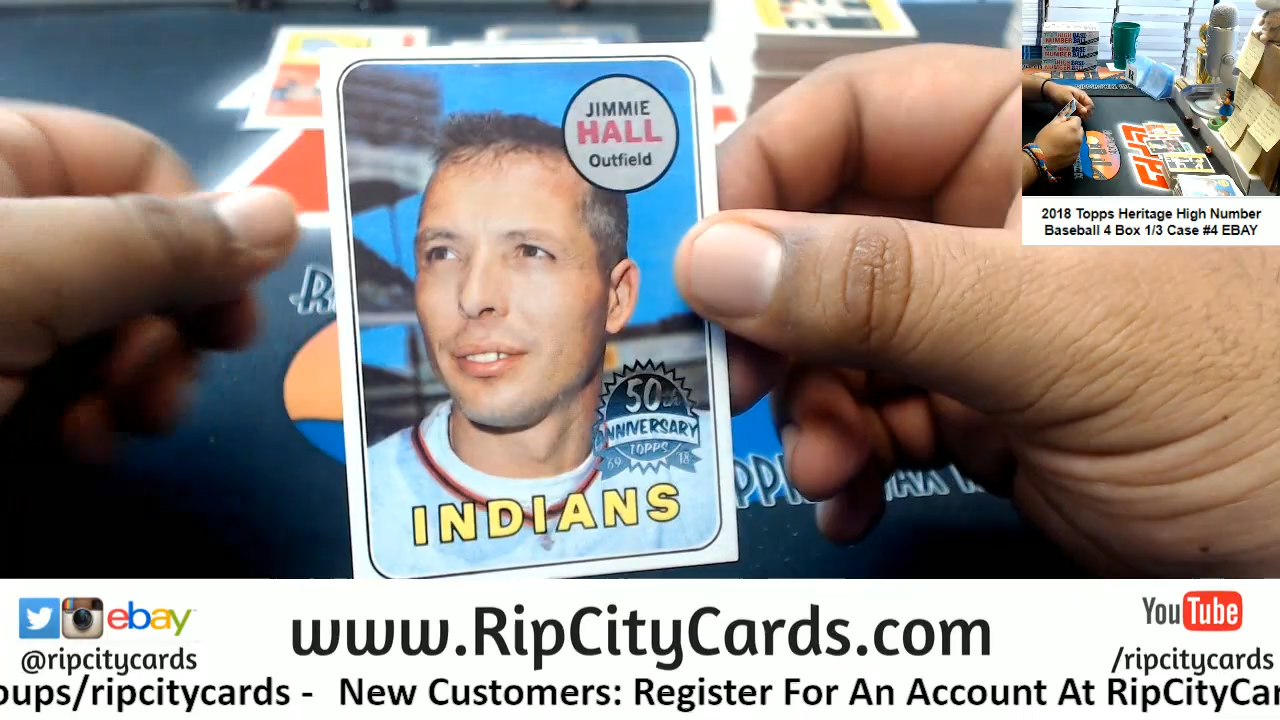 JIMMIE
HALL
Outfield
50th
ANNIVERSARY
TOPPS
69 18
INDIANS
2018 Topps Heritage High Number
Baseball 4 Box 1/3 Case #4 EBAY
ebay
@ripcitycards
www.RipCityCards.com
YouTube
/ripcitycards
oups/ripcitycards - New Customers: Register For An Account At RipCityCar